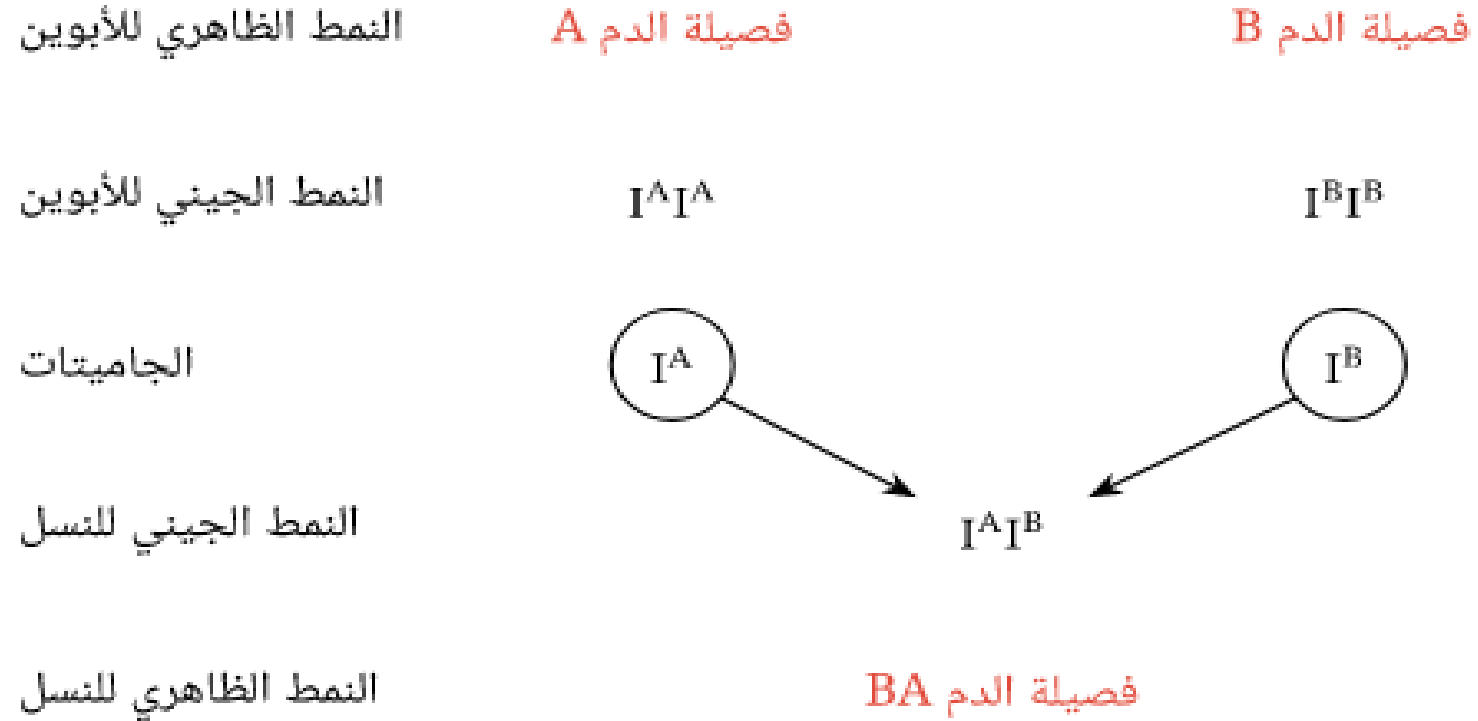 النمط الظاهري للأبوين فصيلة الدم A فصيلة الدم B
النمط الجيني للأبوين IᴬIᴬ IᴮIᴮ
الجاميتات Iᴬ Iᴮ
النمط الجيني للنسل IᴬIᴮ
النمط الظاهري للنسل فصيلة الدم BA